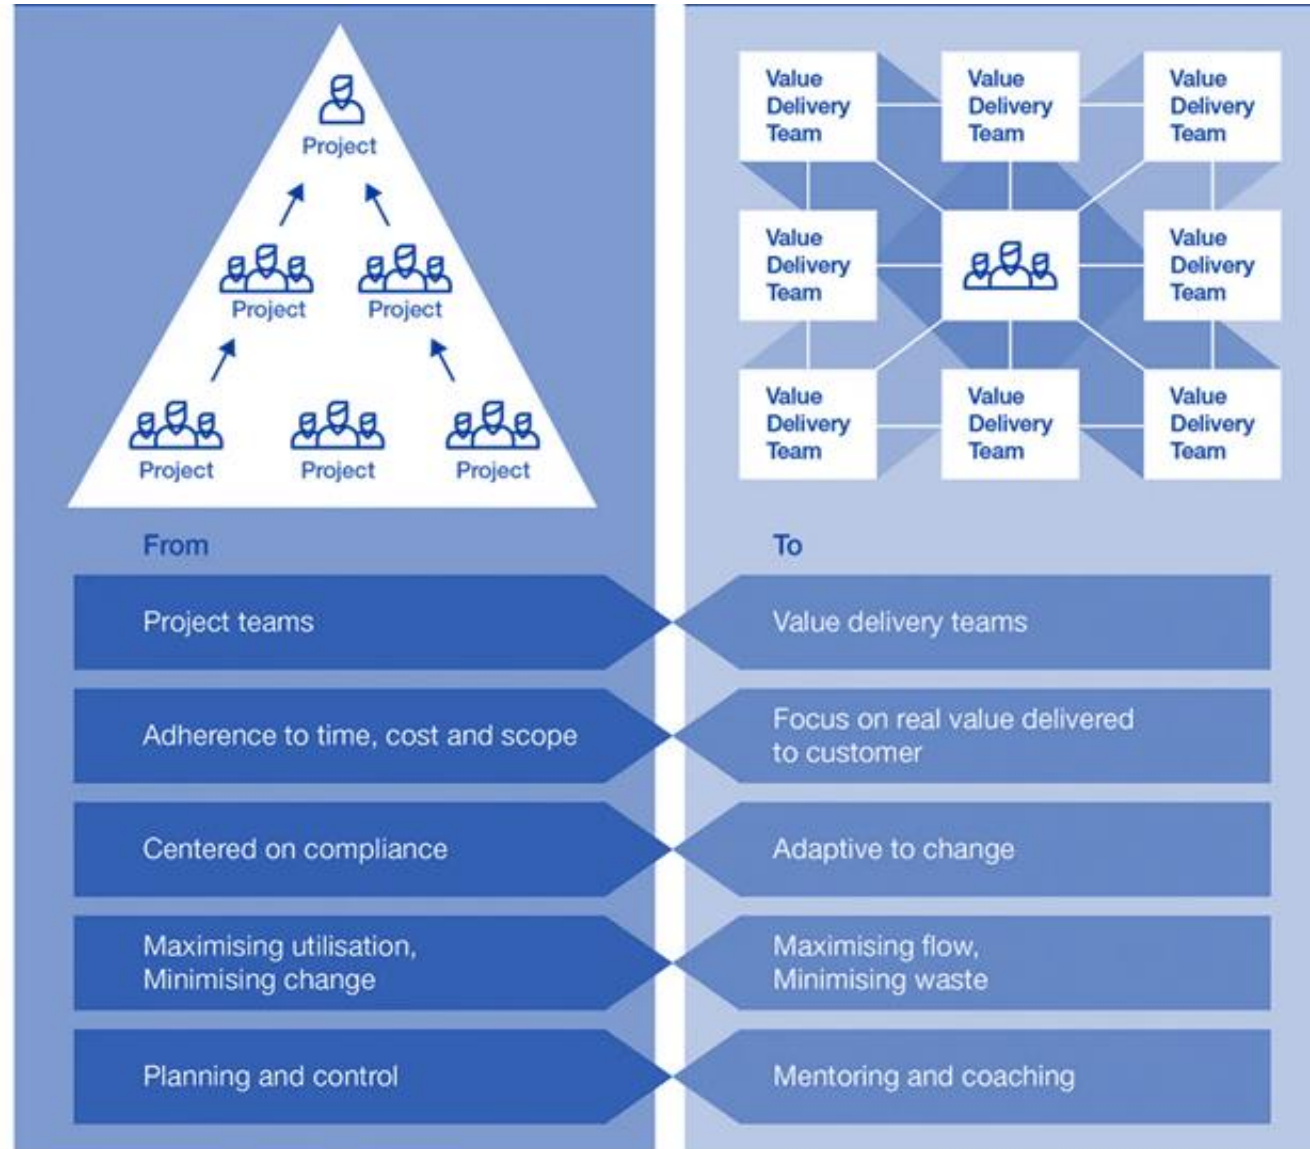 Project
Project
Project
Project
Project
Project
Value
Delivery
Team
Value
Delivery
Team
Value
Delivery
Team
Value
Delivery
Team
Value
Delivery
Team
Value
Delivery
Team
Value
Delivery
Team
Value
Delivery
Team
From
To
Project teams
Value delivery teams
Adherence to time, cost and scope
Focus on real value delivered
to customer
Centered on compliance
Adaptive to change
Maximising utilisation,
Minimising change
Maximising flow,
Minimising waste
Planning and control
Mentoring and coaching